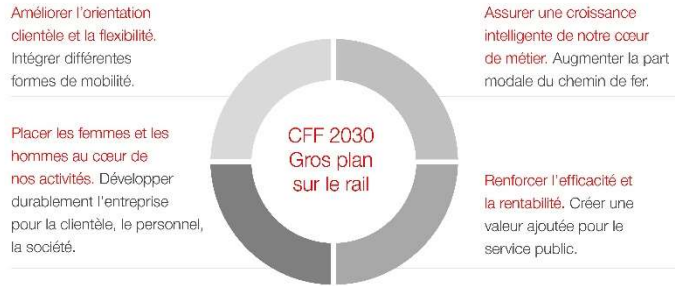 Améliorer l'orientation
clientèle et la flexibilité.
Intégrer différentes
formes de mobilité.
Assurer une croissance
intelligente de notre cœur
de métier. Augmenter la part
modale du chemin de fer.
CFF 2030
Gros plan
sur le rail
Placer les femmes et les
hommes au cœur de
nos activités. Développer
durablement l'entreprise
pour la clientèle, le personnel,
la société.
Renforcer l'efficacité et
la rentabilité. Créer une
valeur ajoutée pour le
service public.